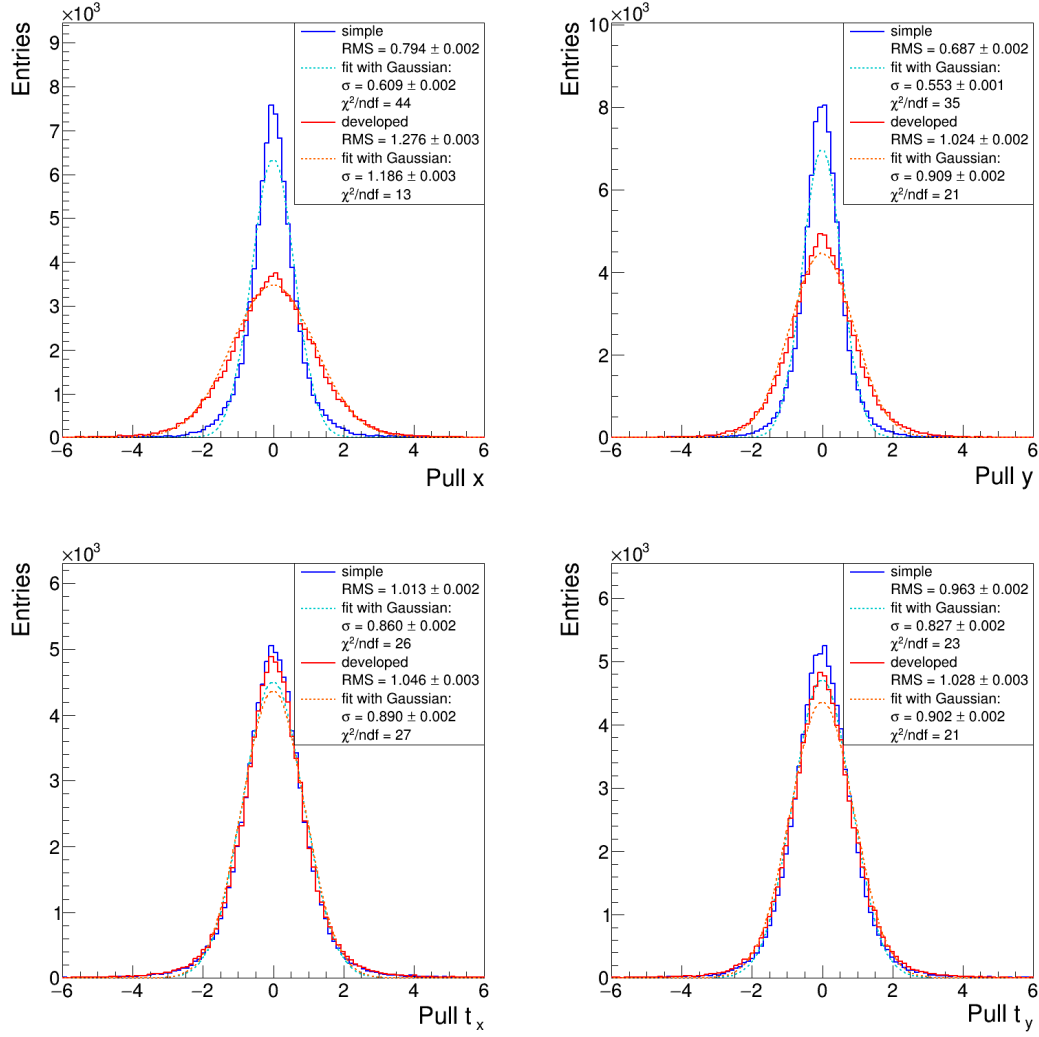 ×10³
Entries
9
8
7
6
5
4
3
2
1
0
simple
RMS = 0.794 ± 0.002
fit with Gaussian:
σ = 0.609 ± 0.002
χ²/ndf = 44
developed
RMS = 1.276 ± 0.003
fit with Gaussian:
σ = 1.186 ± 0.003
χ²/ndf = 13
−6 −4 −2 0 2 4 6
Pull x
×10³
Entries
10
8
6
4
2
0
simple
RMS = 0.687 ± 0.002
fit with Gaussian:
σ = 0.553 ± 0.001
χ²/ndf = 35
developed
RMS = 1.024 ± 0.002
fit with Gaussian:
σ = 0.909 ± 0.002
χ²/ndf = 21
−6 −4 −2 0 2 4 6
Pull y
×10³
Entries
6
5
4
3
2
1
0
simple
RMS = 1.013 ± 0.002
fit with Gaussian:
σ = 0.860 ± 0.002
χ²/ndf = 26
developed
RMS = 1.046 ± 0.003
fit with Gaussian:
σ = 0.890 ± 0.002
χ²/ndf = 27
−6 −4 −2 0 2 4 6
Pull tₓ
×10³
Entries
6
5
4
3
2
1
0
simple
RMS = 0.963 ± 0.002
fit with Gaussian:
σ = 0.827 ± 0.002
χ²/ndf = 23
developed
RMS = 1.028 ± 0.003
fit with Gaussian:
σ = 0.902 ± 0.002
χ²/ndf = 21
−6 −4 −2 0 2 4 6
Pull t y